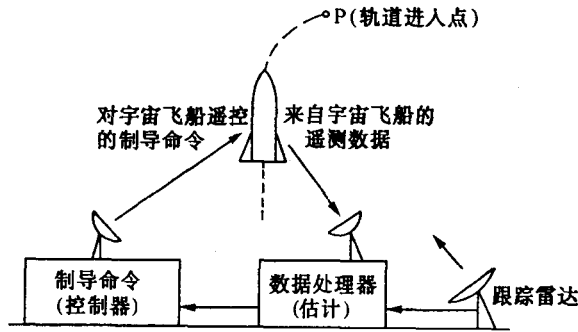 P(轨道进入点)
对宇宙飞船遥控
的制导命令
来自宇宙飞船的
遥测数据
制导命令
(控制器)
数据处理器
(估计)
跟踪雷达